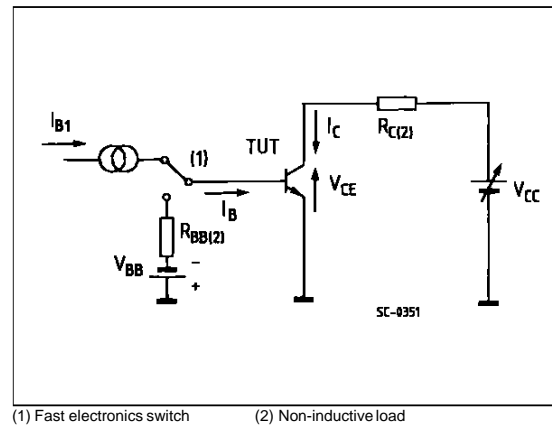 I_B1
(1)
TUT
I_C
R_C(2)
V_CE
V_CC
I_B
R_BB(2)
V_BB
−
+
SC-0351
(1) Fast electronics switch (2) Non-inductive load